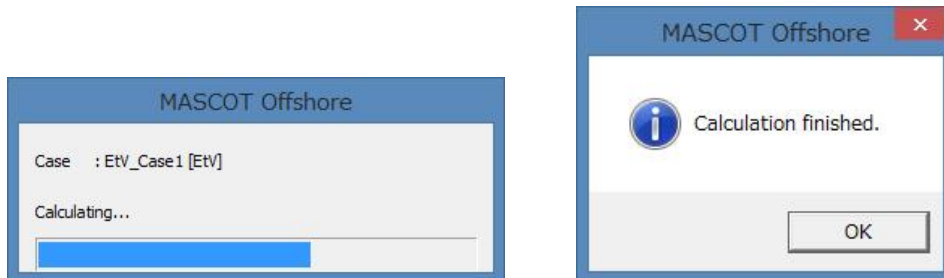 MASCOT Offshore
Case : EtV_Case1 [EtV]
Calculating...
MASCOT Offshore
Calculation finished.
OK